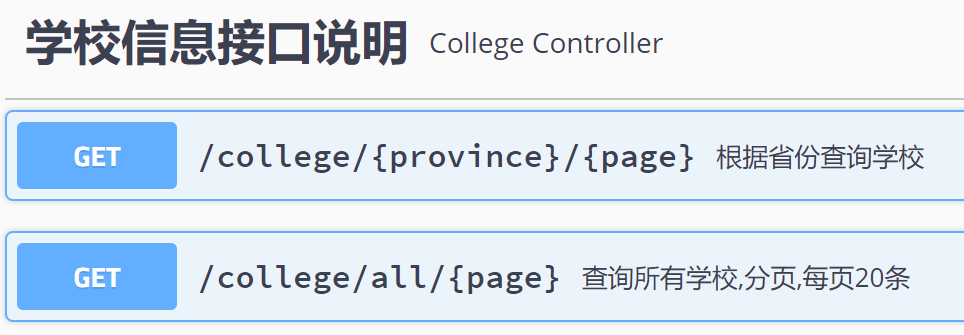 学校信息接口说明 College Controller
GET /college/{province}/{page} 根据省份查询学校
GET /college/all/{page} 查询所有学校,分页,每页20条